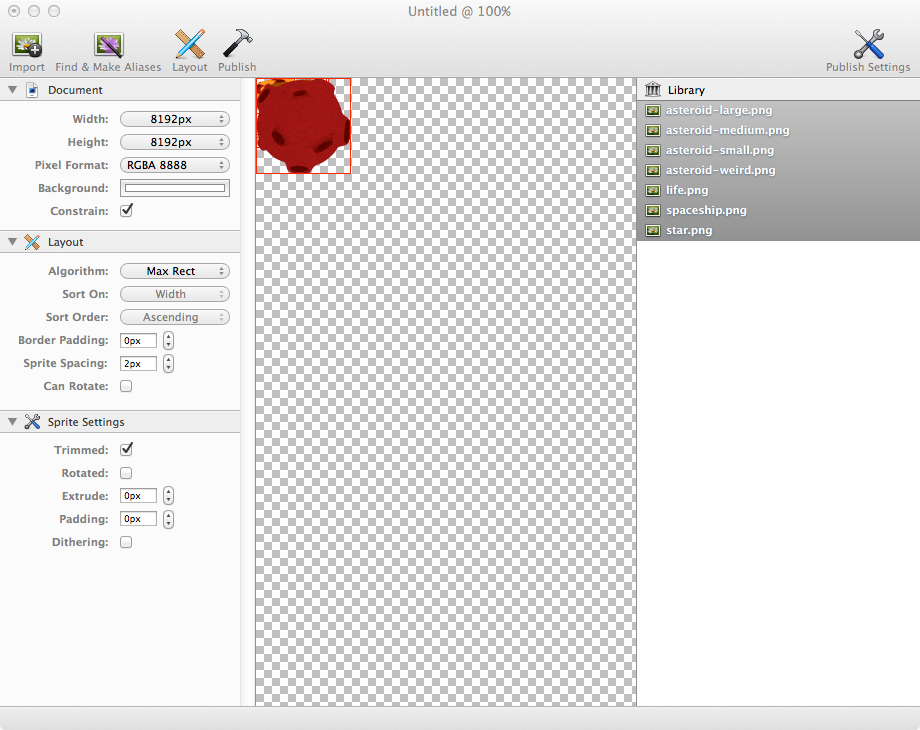 Untitled @ 100%
Import Find & Make Aliases Layout Publish Publish Settings
Document
Width: 8192px
Height: 8192px
Pixel Format: RGBA 8888
Background:
Constrain:
Layout
Algorithm: Max Rect
Sort On: Width
Sort Order: Ascending
Border Padding: 0px
Sprite Spacing: 2px
Can Rotate:
Sprite Settings
Trimmed:
Rotated:
Extrude: 0px
Padding: 0px
Dithering:
Library
asteroid-large.png
asteroid-medium.png
asteroid-small.png
asteroid-weird.png
life.png
spaceship.png
star.png